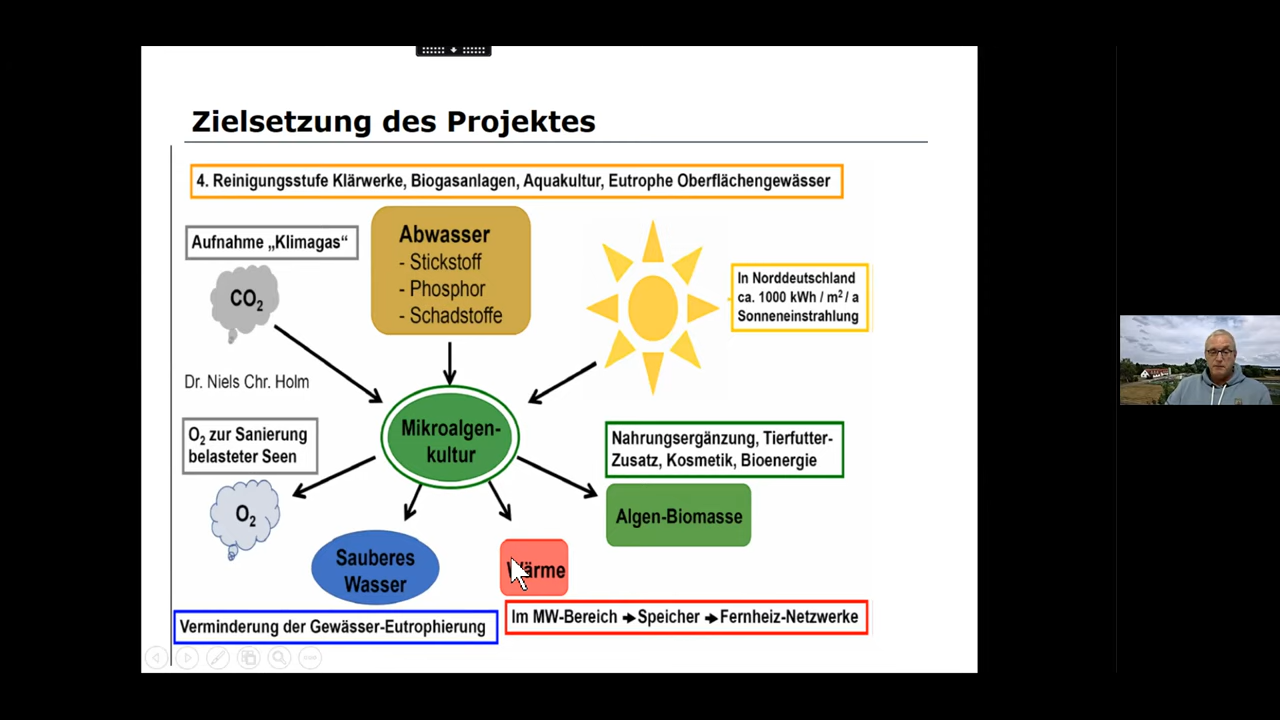 Zielsetzung des Projektes
4. Reinigungsstufe Klärwerke, Biogasanlagen, Aquakultur, Eutrophe Oberflächengewässer
Aufnahme „Klimagas“
CO₂
Abwasser
- Stickstoff
- Phosphor
- Schadstoffe
In Norddeutschland
ca. 1000 kWh / m² / a
Sonneneinstrahlung
Dr. Niels Chr. Holm
O₂ zur Sanierung
belasteter Seen
Mikroalgen-
kultur
Nahrungsergänzung, Tierfutter-
Zusatz, Kosmetik, Bioenergie
O₂
Algen-Biomasse
Sauberes
Wasser
Wärme
Im MW-Bereich ➔ Speicher ➔ Fernheiz-Netzwerke
Verminderung der Gewässer-Eutrophierung